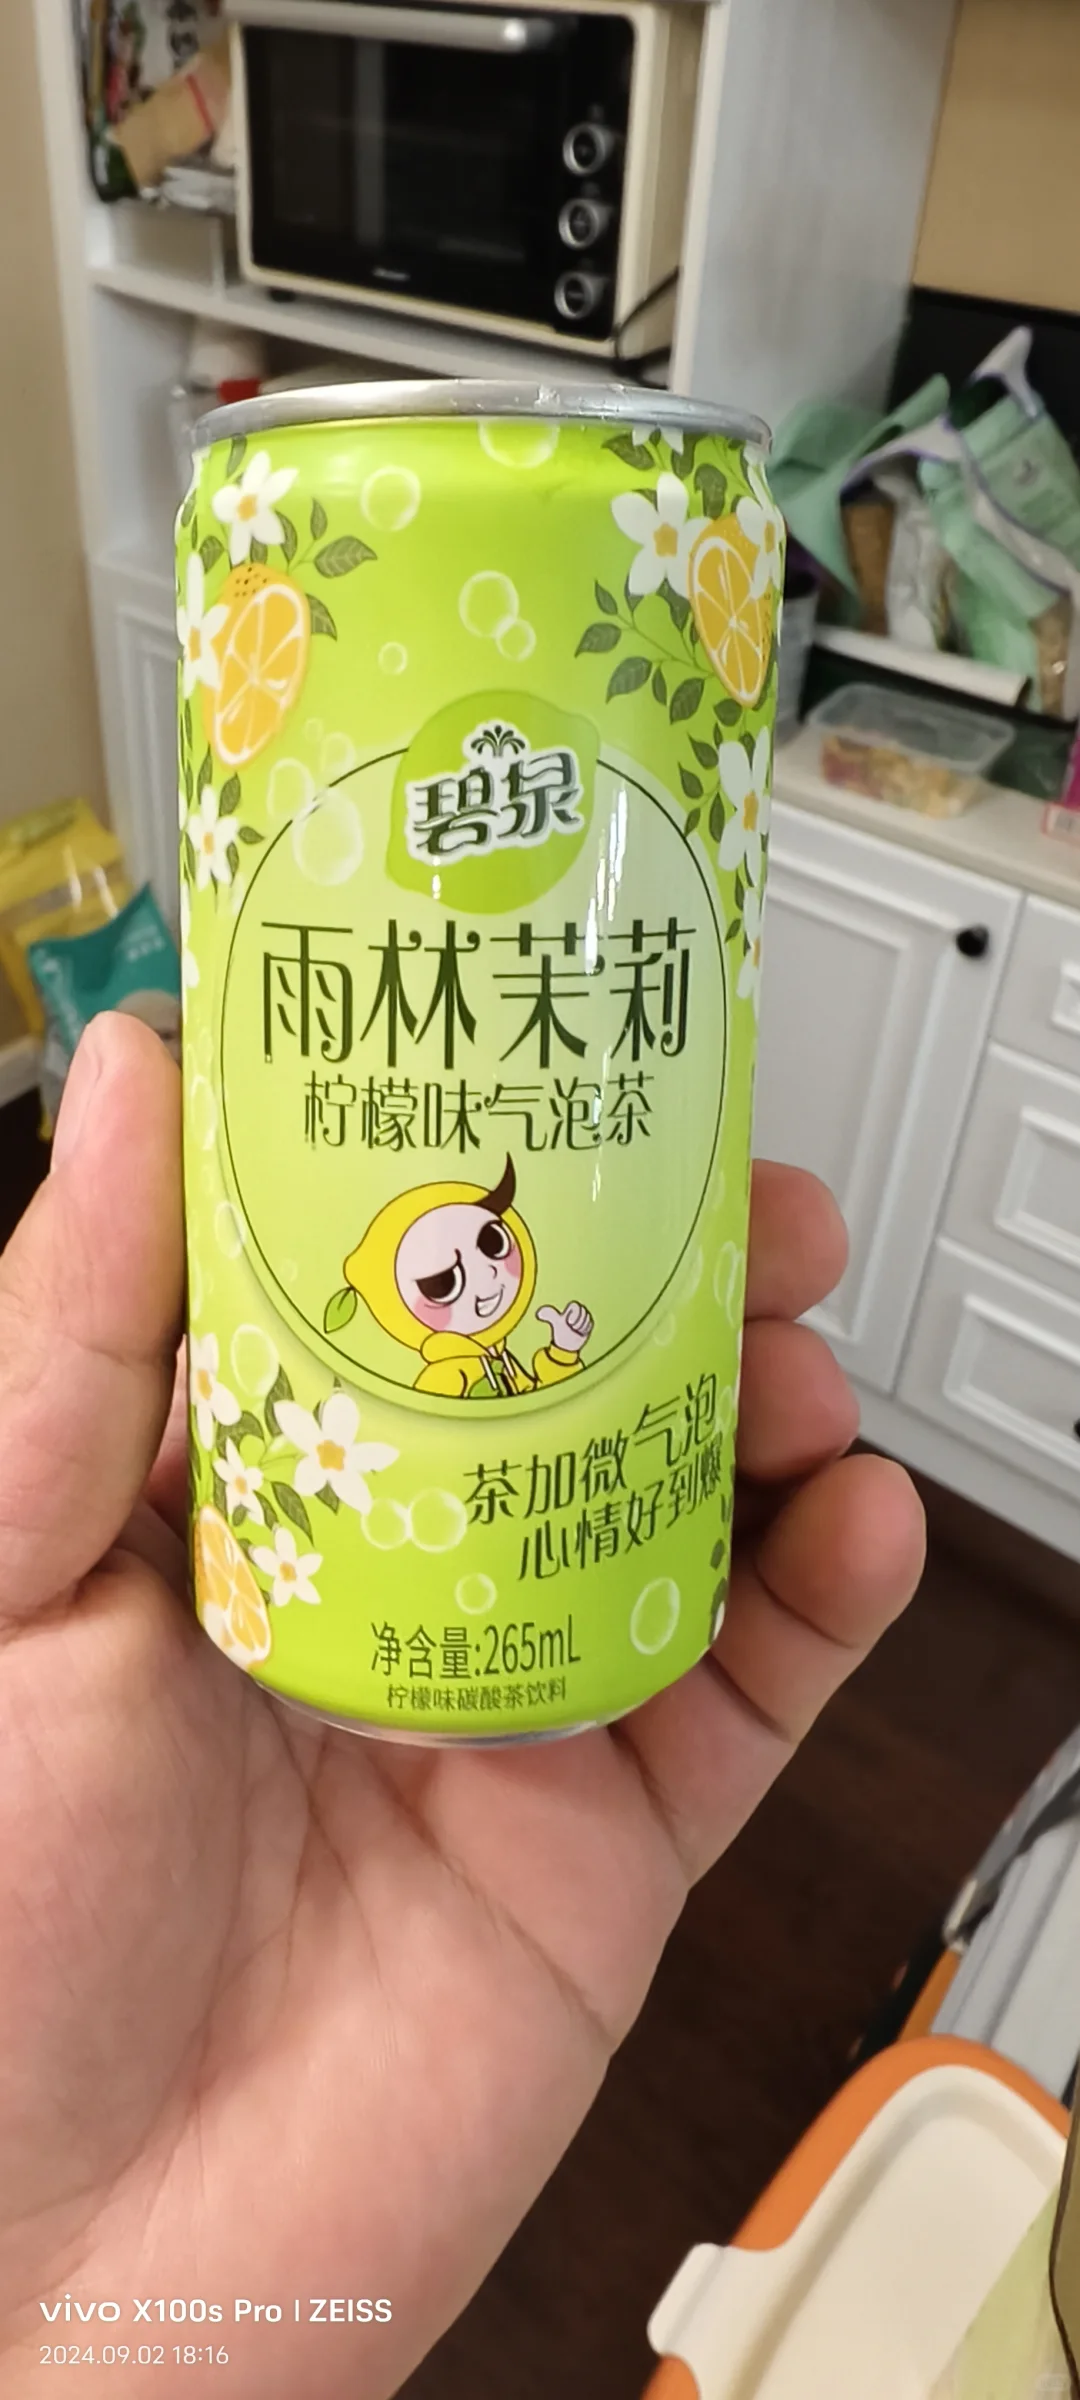 碧泉
雨林茉莉
柠檬味气泡茶
茶加微气泡
心情好到爆
净含量:265mL
柠檬味碳酸茶饮料
vivo X100s Pro | ZEISS
2024.09.02 18:16